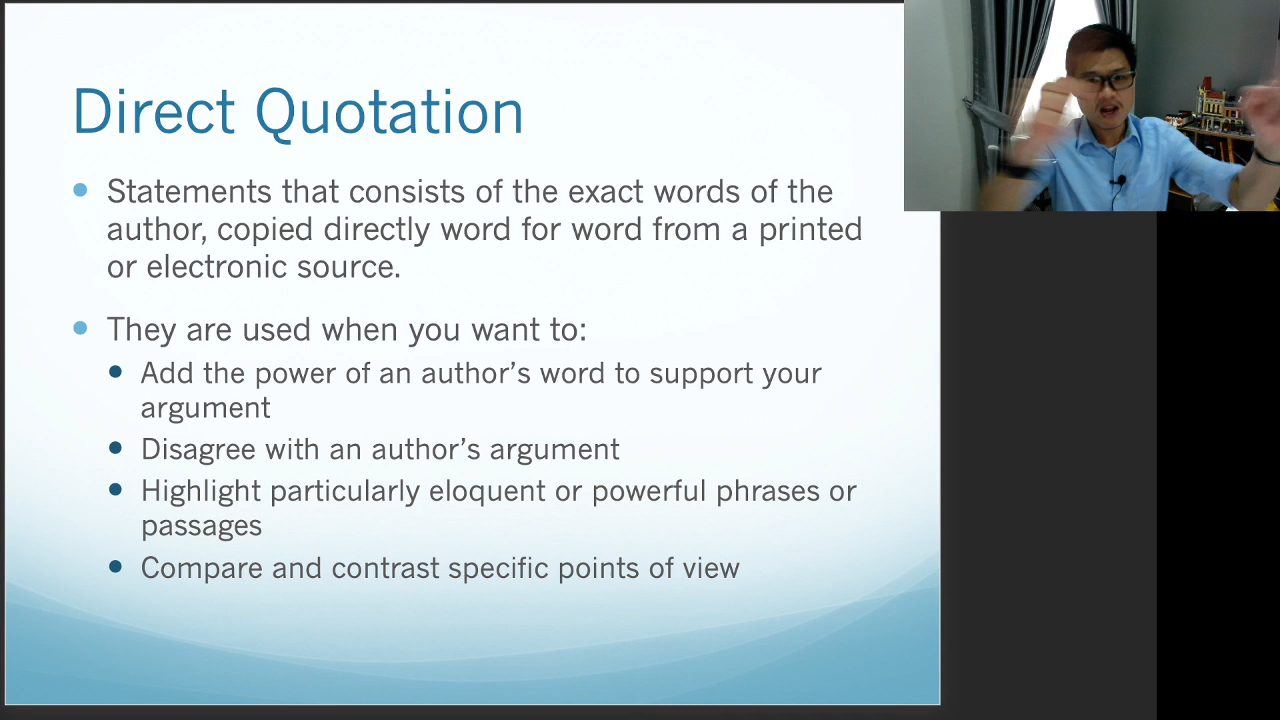 Direct Quotation
Statements that consists of the exact words of the
author, copied directly word for word from a printed
or electronic source.
They are used when you want to:
Add the power of an author’s word to support your
argument
Disagree with an author’s argument
Highlight particularly eloquent or powerful phrases or
passages
Compare and contrast specific points of view